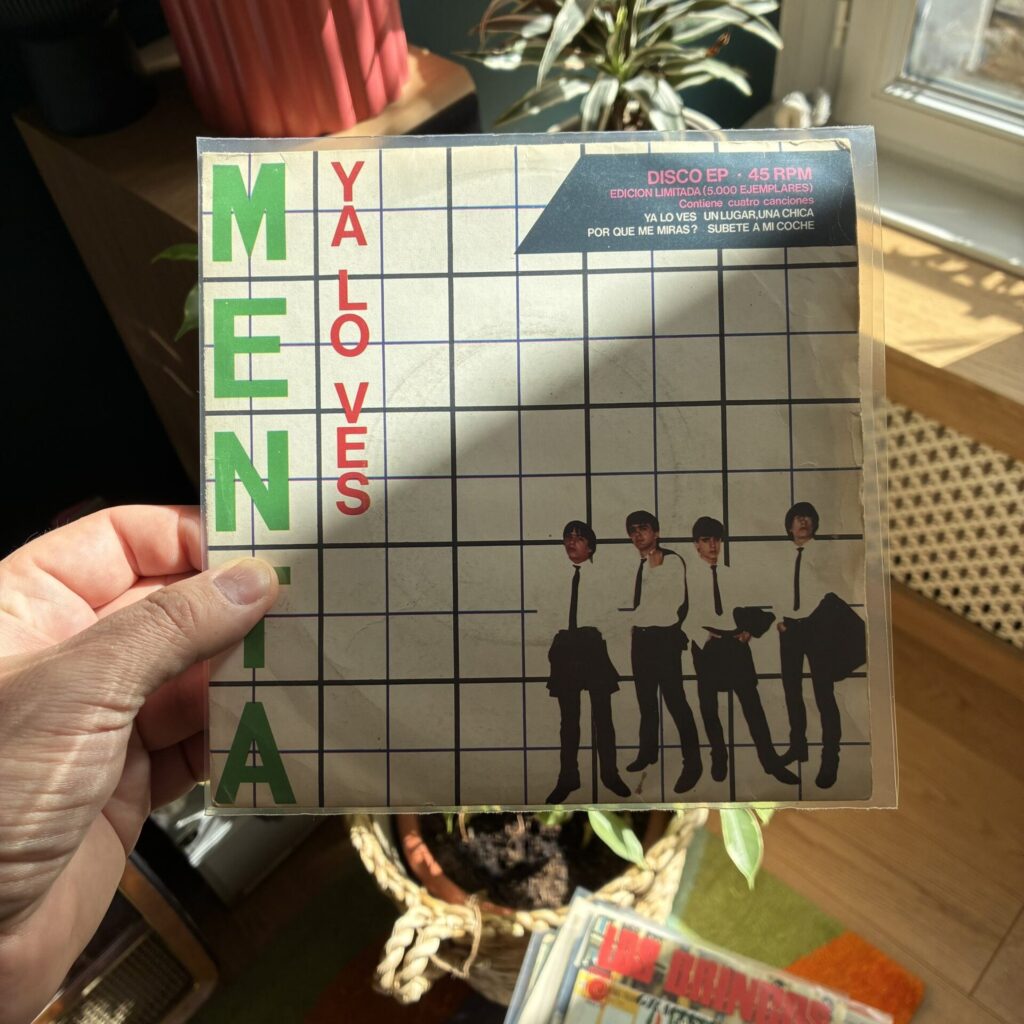 MENTA
YA LO VES
DISCO EP · 45 RPM
EDICION LIMITADA (5.000 EJEMPLARES)
Contiene cuatro canciones
YA LO VES UN LUGAR,UNA CHICA
POR QUE ME MIRAS? SUBETE A MI COCHE